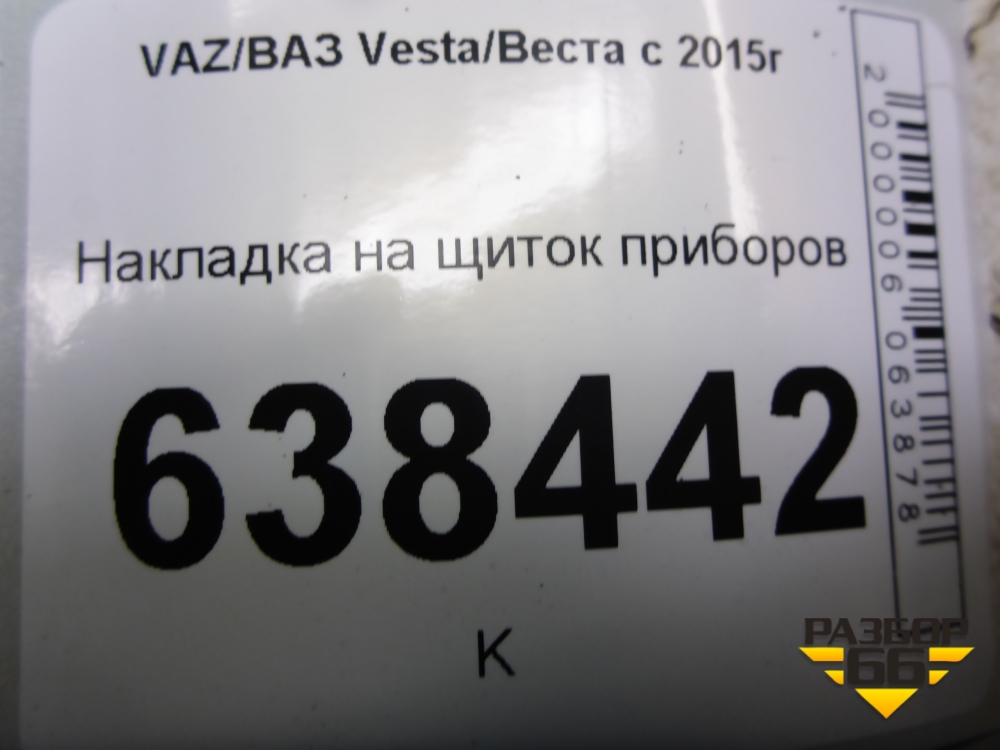 VAZ/ВАЗ Vesta/Веста с 2015г
Накладка на щиток приборов
638442
К
2000006063878
РАЗБОР
66